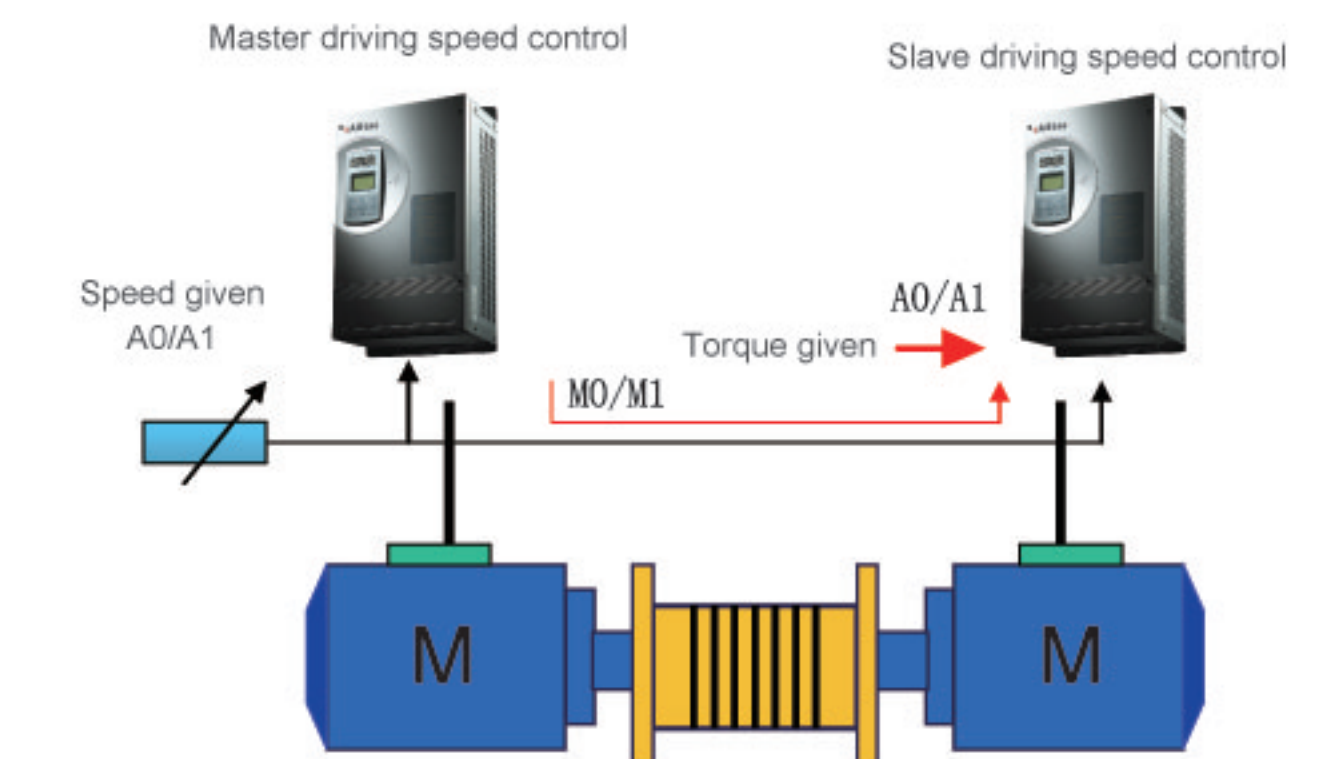 Master driving speed control
Slave driving speed control
Speed given
A0/A1
A0/A1
Torque given
M0/M1
M
M